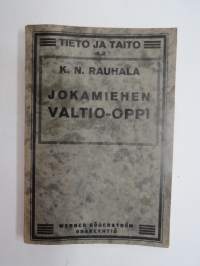 TIETO JA TAITO
K. N. RAUHALA
JOKAMIEHEN
VALTIO-OPPI
WERNER SÖDERSTRÖM
OSAKEYHTIÖ